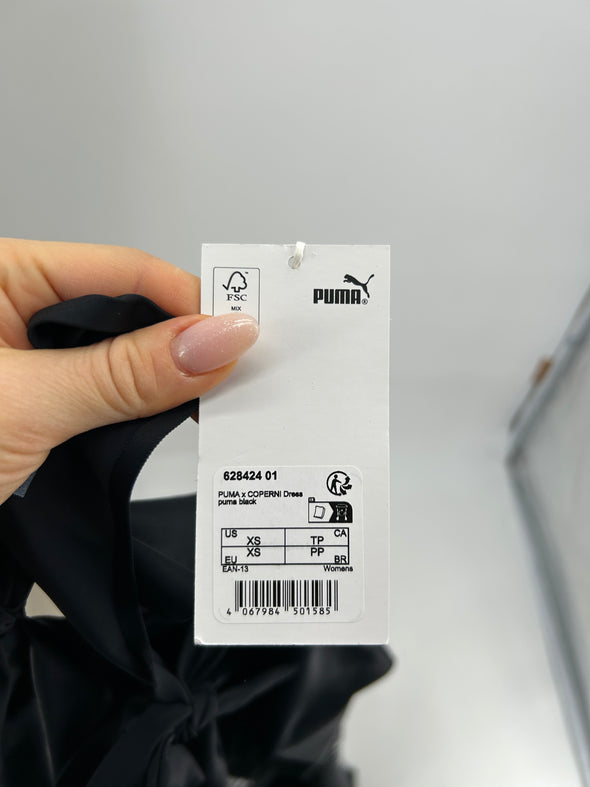 FSC
MIX
PUMA®
628424 01
PUMA x COPERNI Dress
puma black
US XS TP CA
EU XS PP BR
EAN-13 Womens
4 067984 501585